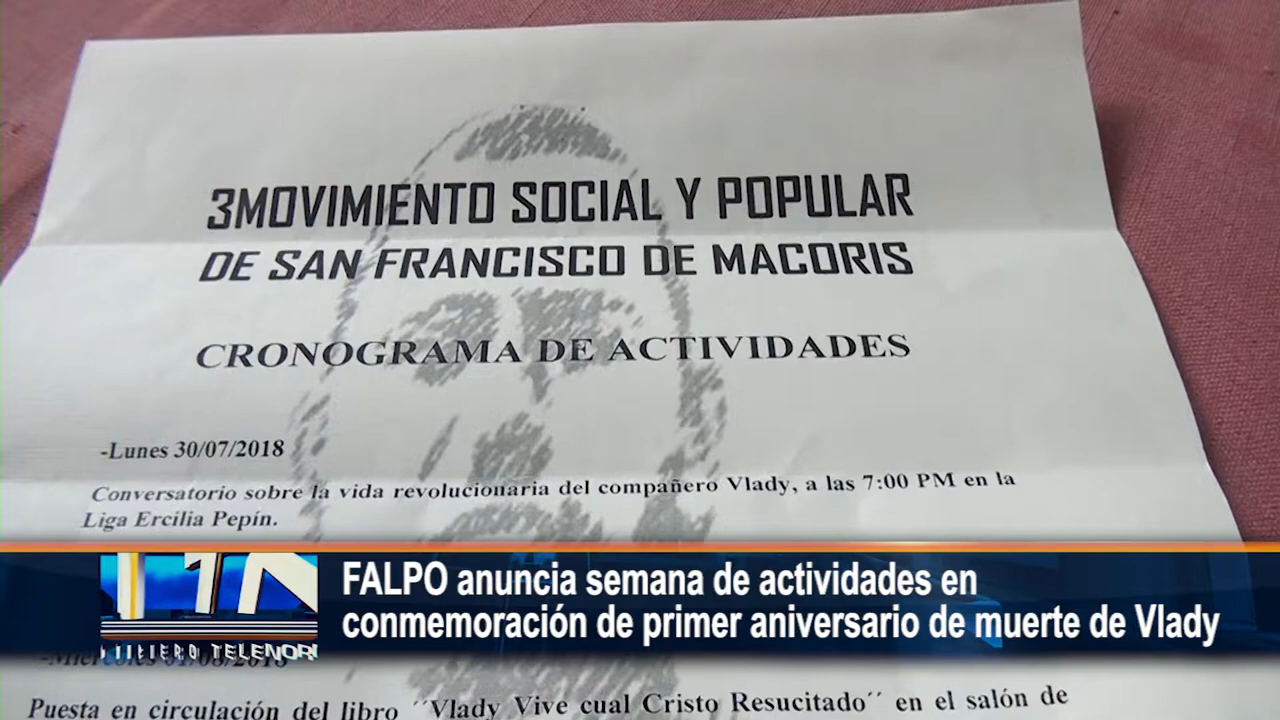 3MOVIMIENTO SOCIAL Y POPULAR
DE SAN FRANCISCO DE MACORIS
CRONOGRAMA DE ACTIVIDADES
-Lunes 30/07/2018
Conversatorio sobre la vida revolucionaria del compañero Vlady, a las 7:00 PM en la
Liga Ercilia Pepín.
FALPO anuncia semana de actividades en
conmemoración de primer aniversario de muerte de Vlady
TELENOR
Puesta en circulación del libro ´´Vlady Vive cual Cristo Resucitado´´ en el salón de